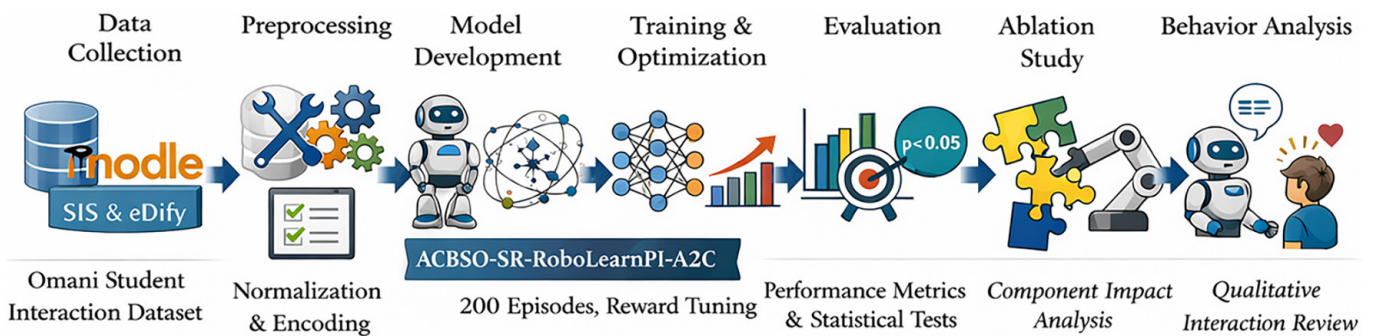 Data
Collection
Preprocessing
Model
Development
Training &
Optimization
Evaluation
Ablation
Study
Behavior Analysis
moodle
SIS & eDify
p<0.05
ACBSO-SR-RoboLearnPI-A2C
Omani Student
Interaction Dataset
Normalization
& Encoding
200 Episodes, Reward Tuning
Performance Metrics
& Statistical Tests
Component Impact
Analysis
Qualitative
Interaction Review